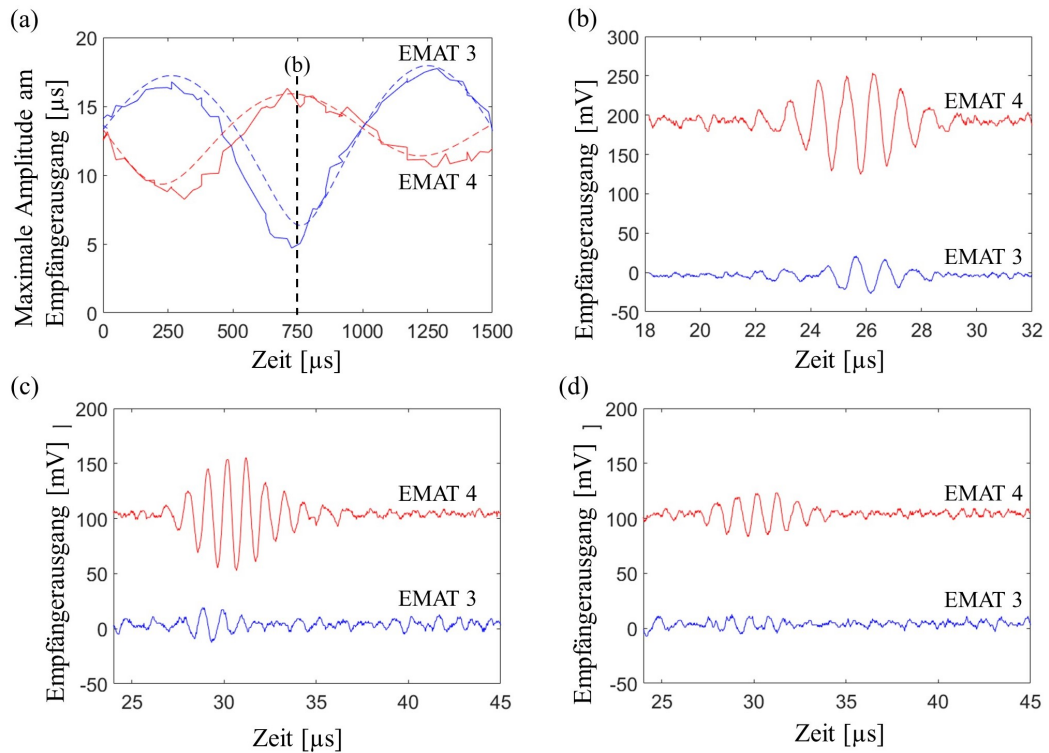 (a)
Maximale Amplitude am
Empfängerausgang [µs]
20
15
10
5
0
0 250 500 750 1000 1250 1500
Zeit [µs]
EMAT 3
(b)
EMAT 4
(b)
Empfängerausgang [mV]
300
250
200
150
100
50
0
-50
18 20 22 24 26 28 30 32
Zeit [µs]
EMAT 4
EMAT 3
(c)
Empfängerausgang [mV]
]
200
150
100
50
0
-50
25 30 35 40 45
Zeit [µs]
EMAT 4
EMAT 3
(d)
Empfängerausgang [mV]
]
200
150
100
50
0
-50
25 30 35 40 45
Zeit [µs]
EMAT 4
EMAT 3